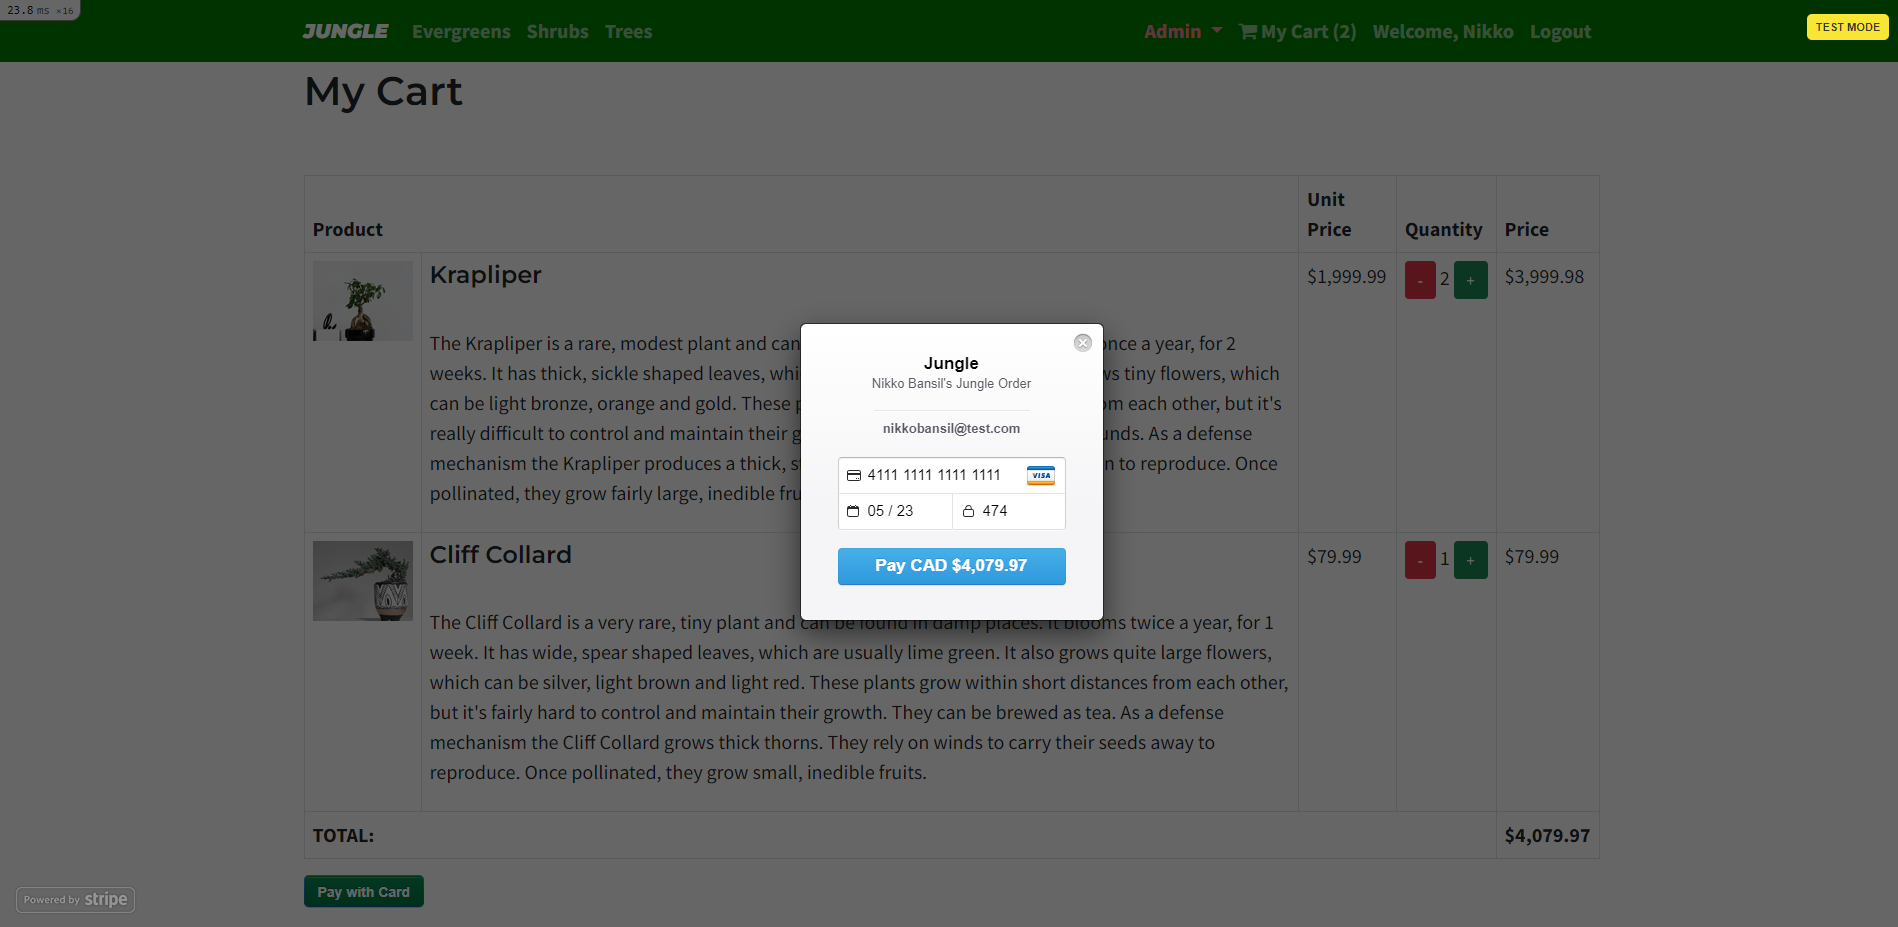 23.8 ms ×16
JUNGLE Evergreens Shrubs Trees Admin My Cart (2) Welcome, Nikko Logout
TEST MODE
My Cart
Product Unit Price Quantity Price
Krapliper $1,999.99 - 2 + $3,999.98
The Krapliper is a rare, modest plant and can once a year, for 2
weeks. It has thick, sickle shaped leaves, whi ws tiny flowers, which
can be light bronze, orange and gold. These p om each other, but it's
really difficult to control and maintain their g unds. As a defense
mechanism the Krapliper produces a thick, s n to reproduce. Once
pollinated, they grow fairly large, inedible fru
Jungle
Nikko Bansil's Jungle Order
nikkobansil@test.com
4111 1111 1111 1111 VISA
05 / 23 474
Pay CAD $4,079.97
Cliff Collard $79.99 - 1 + $79.99
The Cliff Collard is a very rare, tiny plant and can be found in damp places. It blooms twice a year, for 1
week. It has wide, spear shaped leaves, which are usually lime green. It also grows quite large flowers,
which can be silver, light brown and light red. These plants grow within short distances from each other,
but it's fairly hard to control and maintain their growth. They can be brewed as tea. As a defense
mechanism the Cliff Collard grows thick thorns. They rely on winds to carry their seeds away to
reproduce. Once pollinated, they grow small, inedible fruits.
TOTAL: $4,079.97
Pay with Card
Powered by stripe